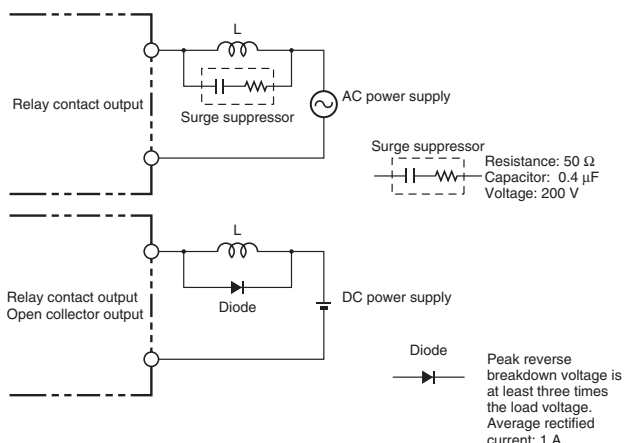 L
Relay contact output
AC power supply
Surge suppressor
Surge suppressor
Resistance: 50 Ω
Capacitor: 0.4 μF
Voltage: 200 V
L
Relay contact output
Open collector output
Diode
DC power supply
Diode
Peak reverse
breakdown voltage is
at least three times
the load voltage.
Average rectified
current: 1 A